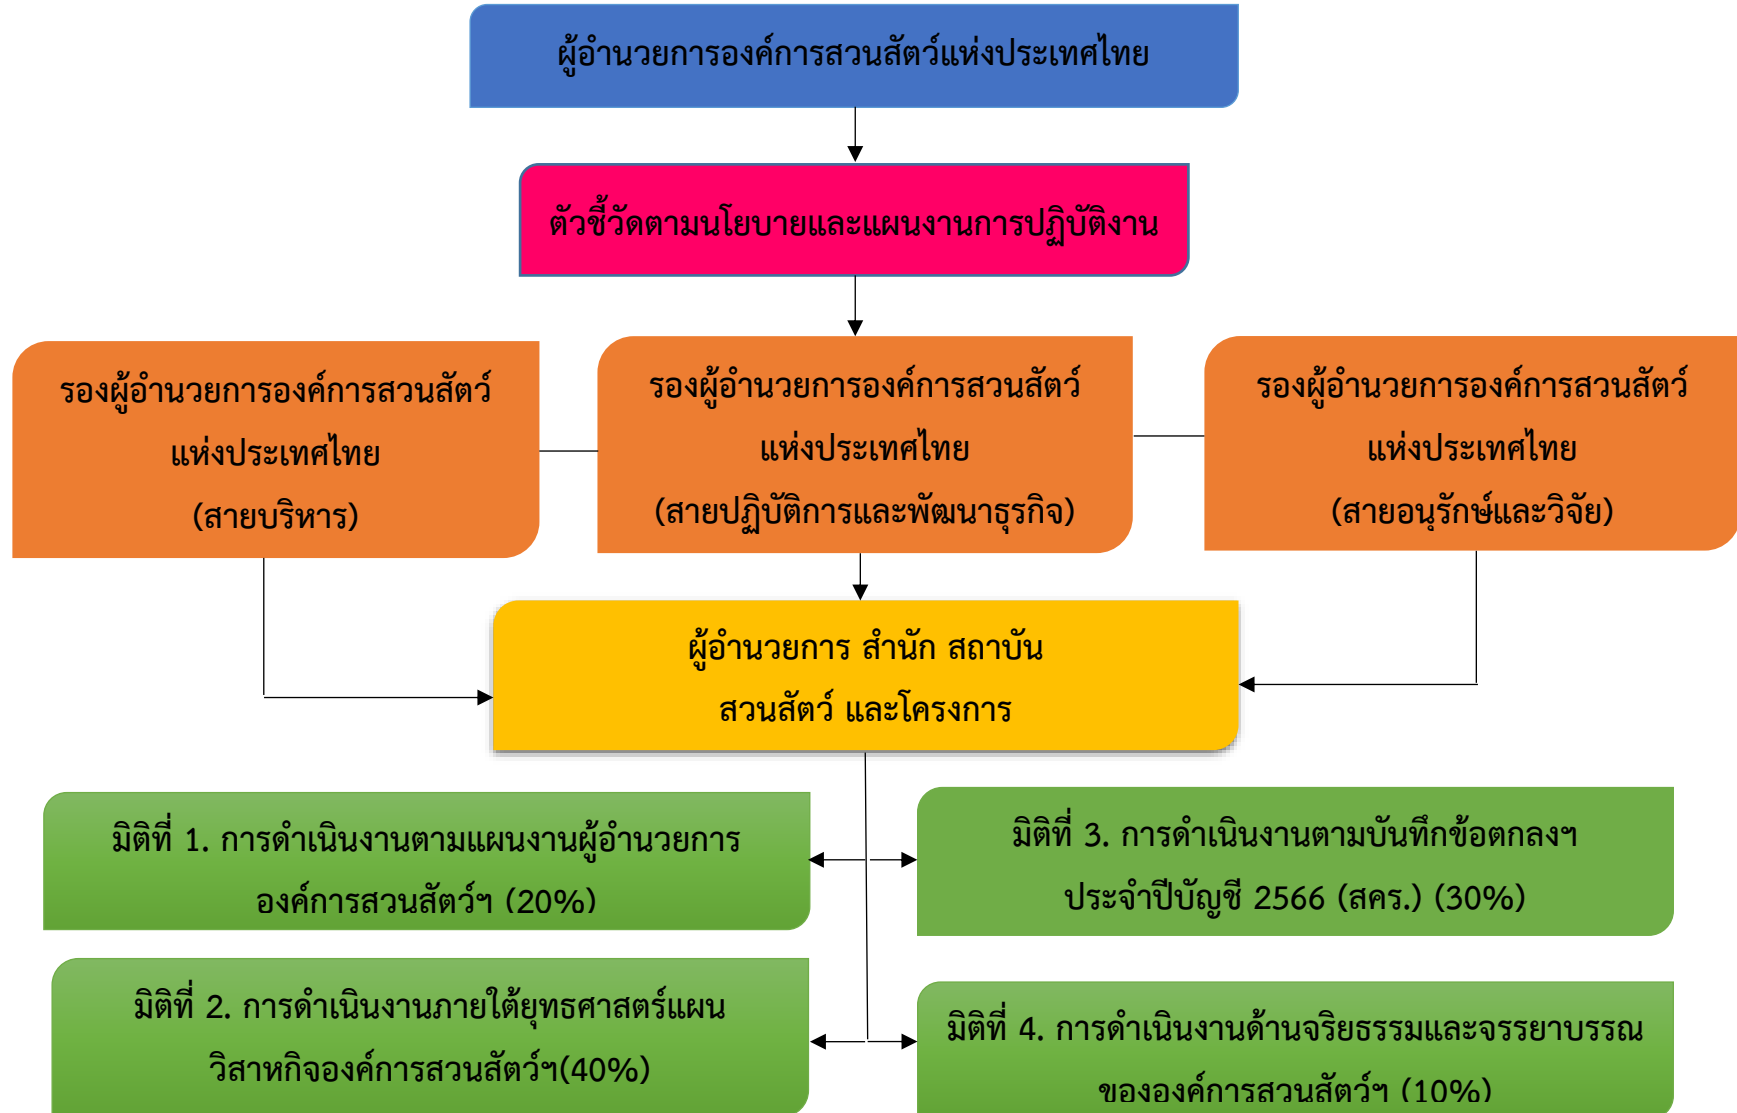 ผู้อำนวยการองค์การสวนสัตว์แห่งประเทศไทย
ตัวชี้วัดตามนโยบายและแผนงานการปฏิบัติงาน
รองผู้อำนวยการองค์การสวนสัตว์
แห่งประเทศไทย
(สายบริหาร)
รองผู้อำนวยการองค์การสวนสัตว์
แห่งประเทศไทย
(สายปฏิบัติการและพัฒนาธุรกิจ)
รองผู้อำนวยการองค์การสวนสัตว์
แห่งประเทศไทย
(สายอนุรักษ์และวิจัย)
ผู้อำนวยการ สำนัก สถาบัน
สวนสัตว์ และโครงการ
มิติที่ 1. การดำเนินงานตามแผนงานผู้อำนวยการ
องค์การสวนสัตว์ฯ (20%)
มิติที่ 3. การดำเนินงานตามบันทึกข้อตกลงฯ
ประจำปีบัญชี 2566 (สคร.) (30%)
มิติที่ 2. การดำเนินงานภายใต้ยุทธศาสตร์แผน
วิสาหกิจองค์การสวนสัตว์ฯ(40%)
มิติที่ 4. การดำเนินงานด้านจริยธรรมและจรรยาบรรณ
ขององค์การสวนสัตว์ฯ (10%)